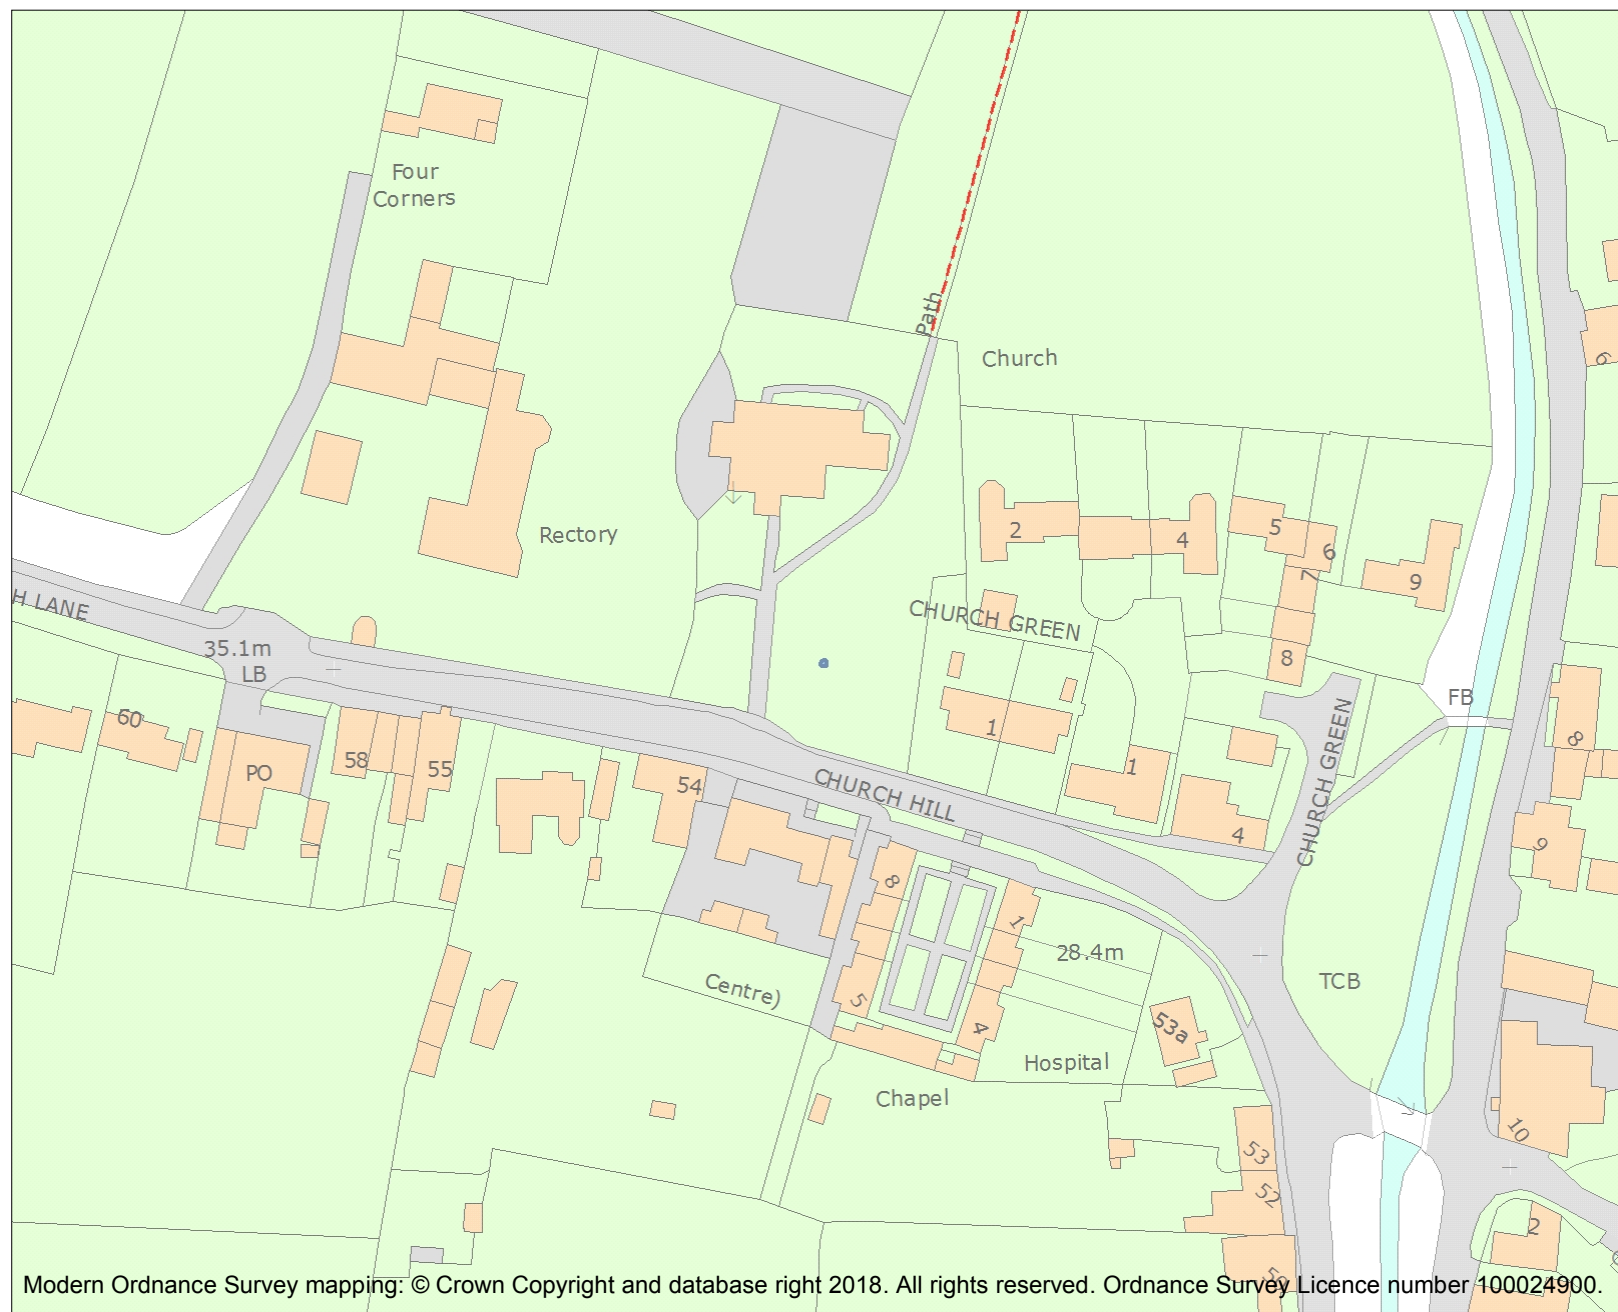 Four
Corners
Path
Church
6
Rectory
2
4
5
6
7
9
H LANE
CHURCH GREEN
35.1m
LB
8
60
1
FB
58
PO
55
54
CHURCH HILL
1
4
CHURCH GREEN
8
9
8
1
28.4m
Centre)
5
4
TCB
53a
Hospital
Chapel
10
53
52
2
50
Modern Ordnance Survey mapping: © Crown Copyright and database right 2018. All rights reserved. Ordnance Survey Licence number 100024900.